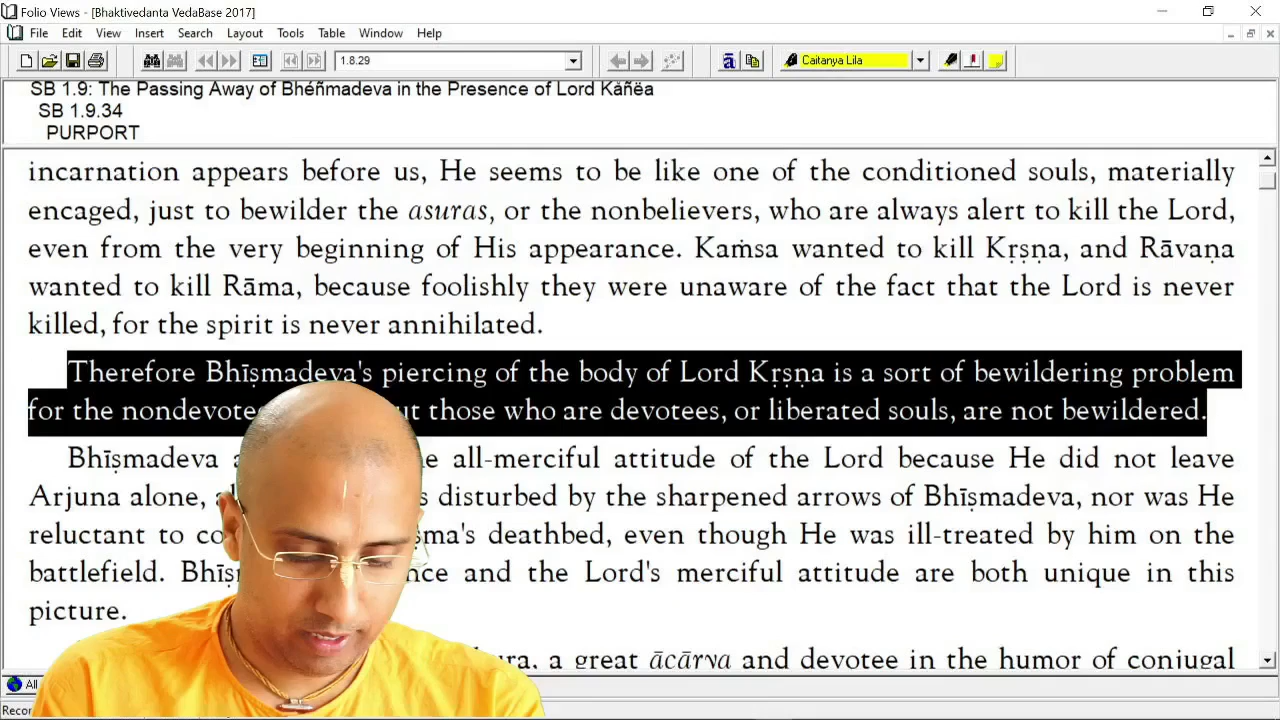 Folio Views - [Bhaktivedanta VedaBase 2017]
File Edit View Insert Search Layout Tools Table Window Help
1.8.29
ā
Caitanya Lila
SB 1.9: The Passing Away of Bhéñmadeva in the Presence of Lord Kåñëa
SB 1.9.34
PURPORT
incarnation appears before us, He seems to be like one of the conditioned souls, materially
encaged, just to bewilder the asuras, or the nonbelievers, who are always alert to kill the Lord,
even from the very beginning of His appearance. Kaṁsa wanted to kill Kṛṣṇa, and Rāvaṇa
wanted to kill Rāma, because foolishly they were unaware of the fact that the Lord is never
killed, for the spirit is never annihilated.
Therefore Bhīṣmadeva's piercing of the body of Lord Kṛṣṇa is a sort of bewildering problem
for the those who are devotees, or liberated souls, are not bewildered.
Bhīṣmadeva all-merciful attitude of the Lord because He did not leave
Arjuna alone, disturbed by the sharpened arrows of Bhīṣmadeva, nor was He
reluctant to deathbed, even though He was ill-treated by him on the
battlefield. and the Lord's merciful attitude are both unique in this
picture.
a great ācārya and devotee in the humor of conjugal
All